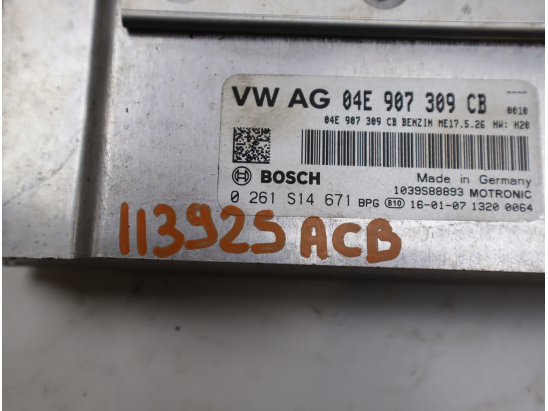 VW AG 04E 907 309 CB ---
0010
04E 907 309 CB BENZIN ME17.5.26 HW: H20
BOSCH
Made in Germany
1039S88893 MOTRONIC
0 261 S14 671 BPG 810 16-01-07 1320 0064
113925 ACB